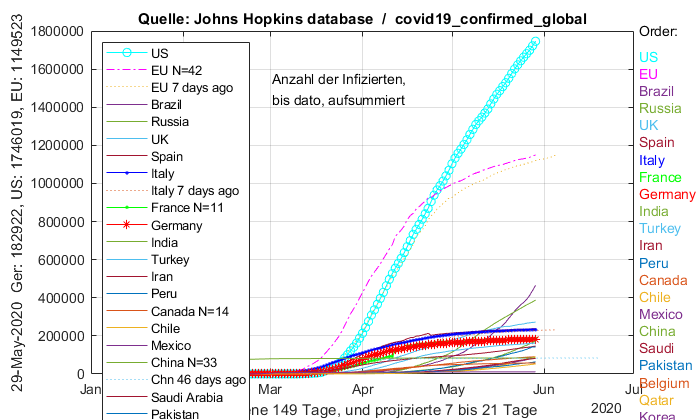 Quelle: Johns Hopkins database / covid19_confirmed_global
29-May-2020 Ger: 182922, US: 1746019, EU: 1149523
1800000
1600000
1400000
1200000
1000000
800000
600000
400000
200000
0
US
EU N=42
EU 7 days ago
Brazil
Russia
UK
Spain
Italy
Italy 7 days ago
France N=11
Germany
India
Turkey
Iran
Peru
Canada N=14
Chile
Mexico
China N=33
Chn 46 days ago
Saudi Arabia
Pakistan
Anzahl der Infizierten,
bis dato, aufsummiert
Jan
Mar
Apr
May
Jun
Jul
2020
149 Tage, und projizierte 7 bis 21 Tage
Order:
US
EU
Brazil
Russia
UK
Spain
Italy
France
Germany
India
Turkey
Iran
Peru
Canada
Chile
Mexico
China
Saudi
Pakistan
Belgium
Qatar
Korea